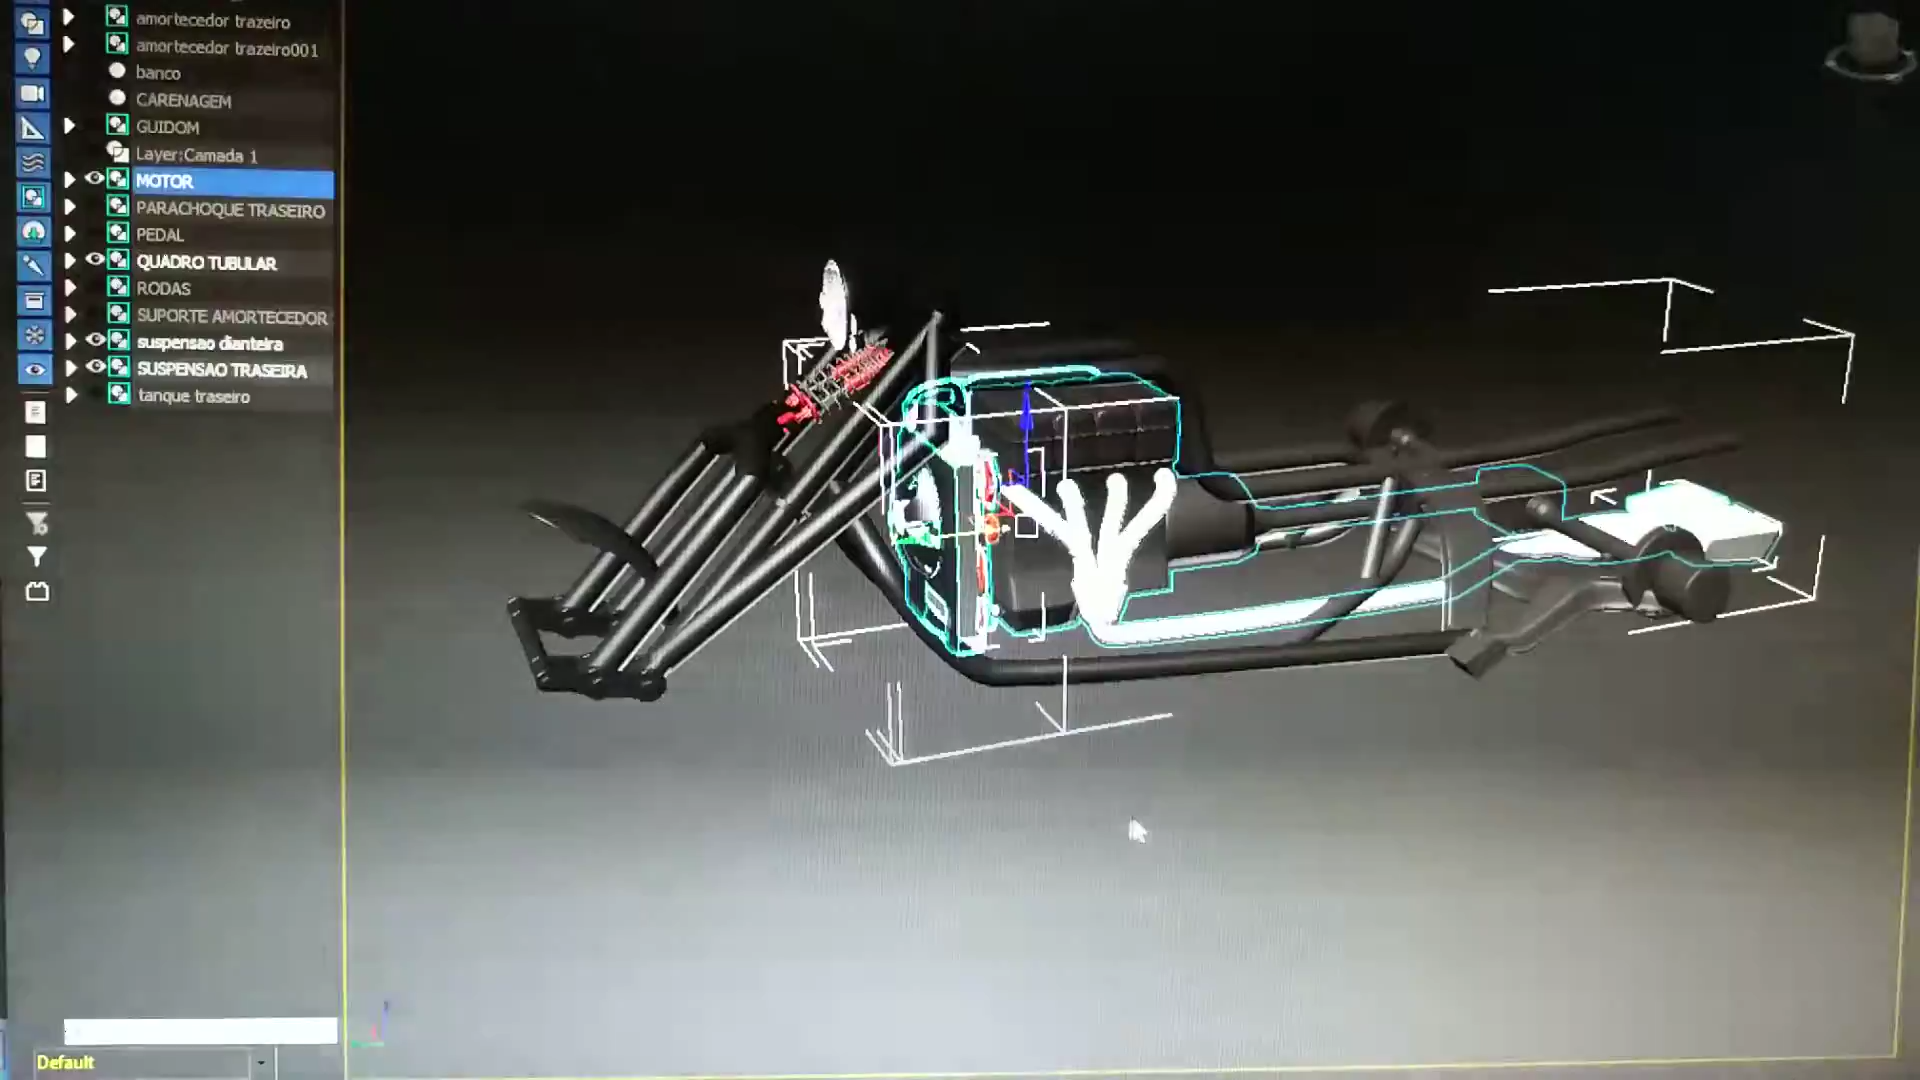 amortecedor trazeiro
amortecedor trazeiro001
banco
CARENAGEM
GUIDOM
Layer:Camada 1
MOTOR
PARACHOQUE TRASEIRO
PEDAL
QUADRO TUBULAR
RODAS
SUPORTE AMORTECEDOR
suspensao dianteira
SUSPENSAO TRASEIRA
tanque traseiro
Default